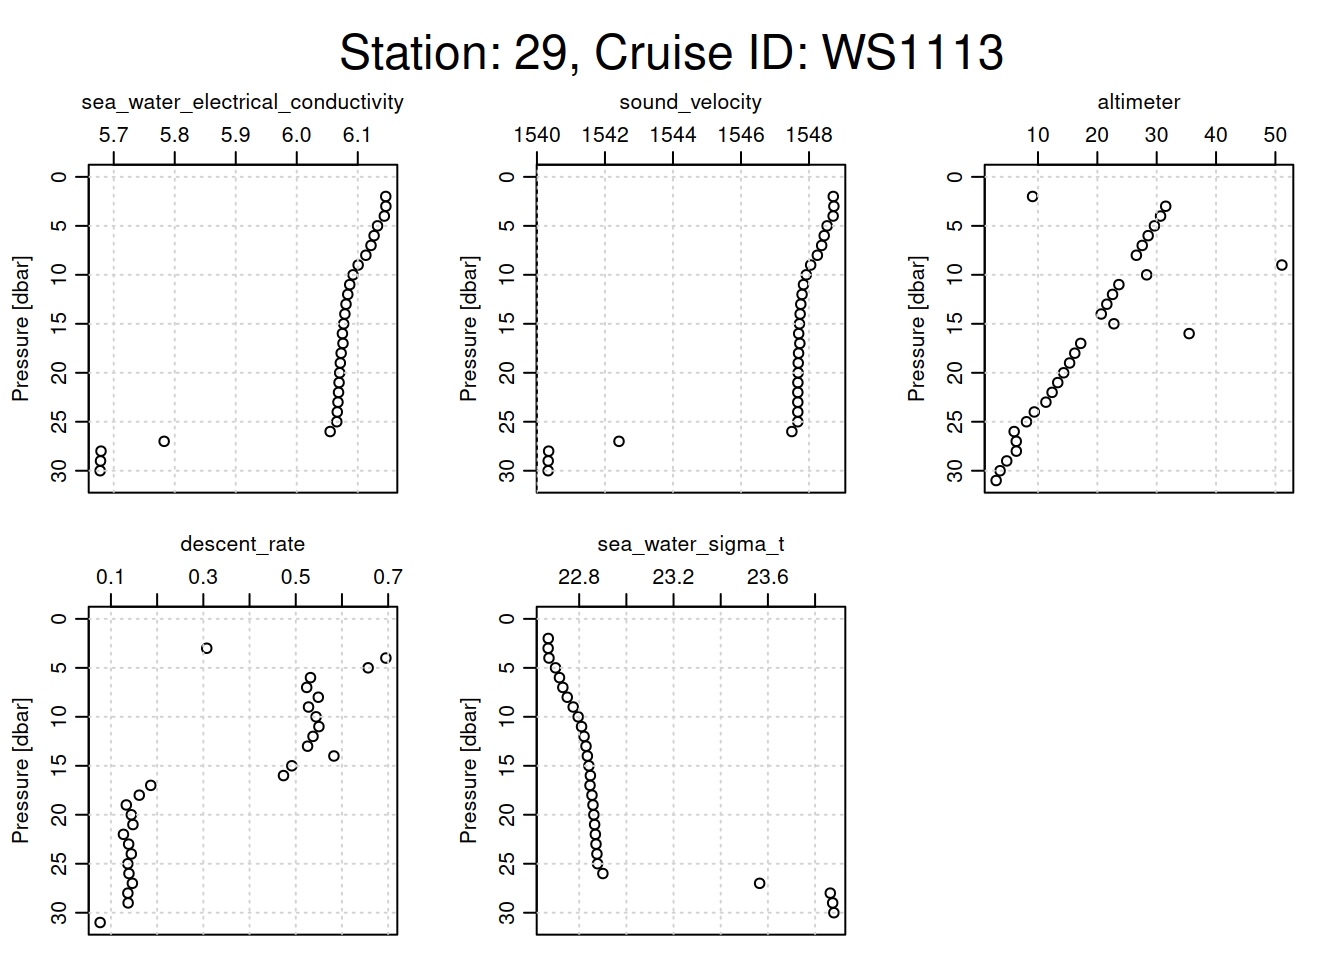 Station: 29, Cruise ID: WS1113
sea_water_electrical_conductivity
5.7 5.8 5.9 6.0 6.1
Pressure [dbar]
0
5
10
15
20
25
30
sound_velocity
1540 1542 1544 1546 1548
Pressure [dbar]
0
5
10
15
20
25
30
altimeter
10 20 30 40 50
Pressure [dbar]
0
5
10
15
20
25
30
descent_rate
0.1 0.3 0.5 0.7
Pressure [dbar]
0
5
10
15
20
25
30
sea_water_sigma_t
22.8 23.2 23.6
Pressure [dbar]
0
5
10
15
20
25
30